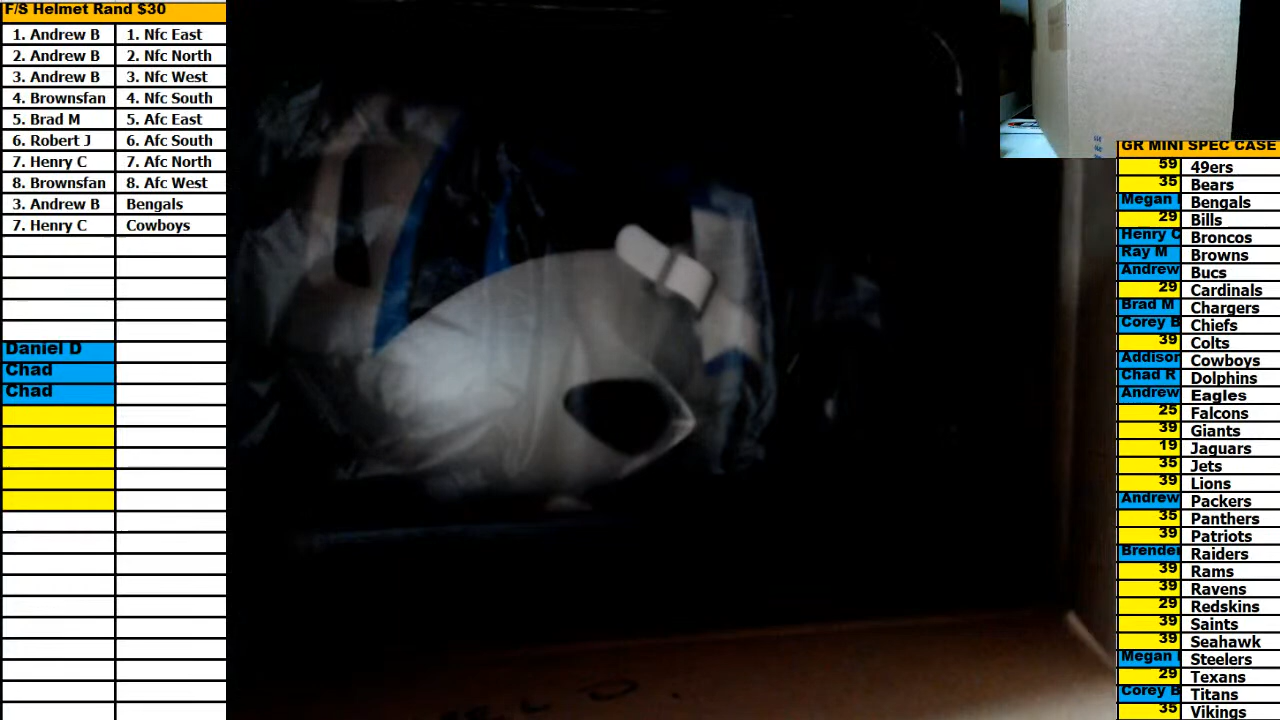 F/S Helmet Rand $30
1. Andrew B 1. Nfc East
2. Andrew B 2. Nfc North
3. Andrew B 3. Nfc West
4. Brownsfan 4. Nfc South
5. Brad M 5. Afc East
6. Robert J 6. Afc South
7. Henry C 7. Afc North
8. Brownsfan 8. Afc West
3. Andrew B Bengals
7. Henry C Cowboys
Daniel D
Chad
Chad
GR MINI SPEC CASE
59 49ers
35 Bears
Megan Bengals
29 Bills
Henry C Broncos
Ray M Browns
Andrew Bucs
29 Cardinals
Brad M Chargers
Corey B Chiefs
39 Colts
Addison Cowboys
Chad R Dolphins
Andrew Eagles
25 Falcons
39 Giants
19 Jaguars
35 Jets
39 Lions
Andrew Packers
35 Panthers
39 Patriots
Brender Raiders
39 Rams
39 Ravens
29 Redskins
39 Saints
39 Seahawk
Megan Steelers
29 Texans
Corey B Titans
35 Vikings